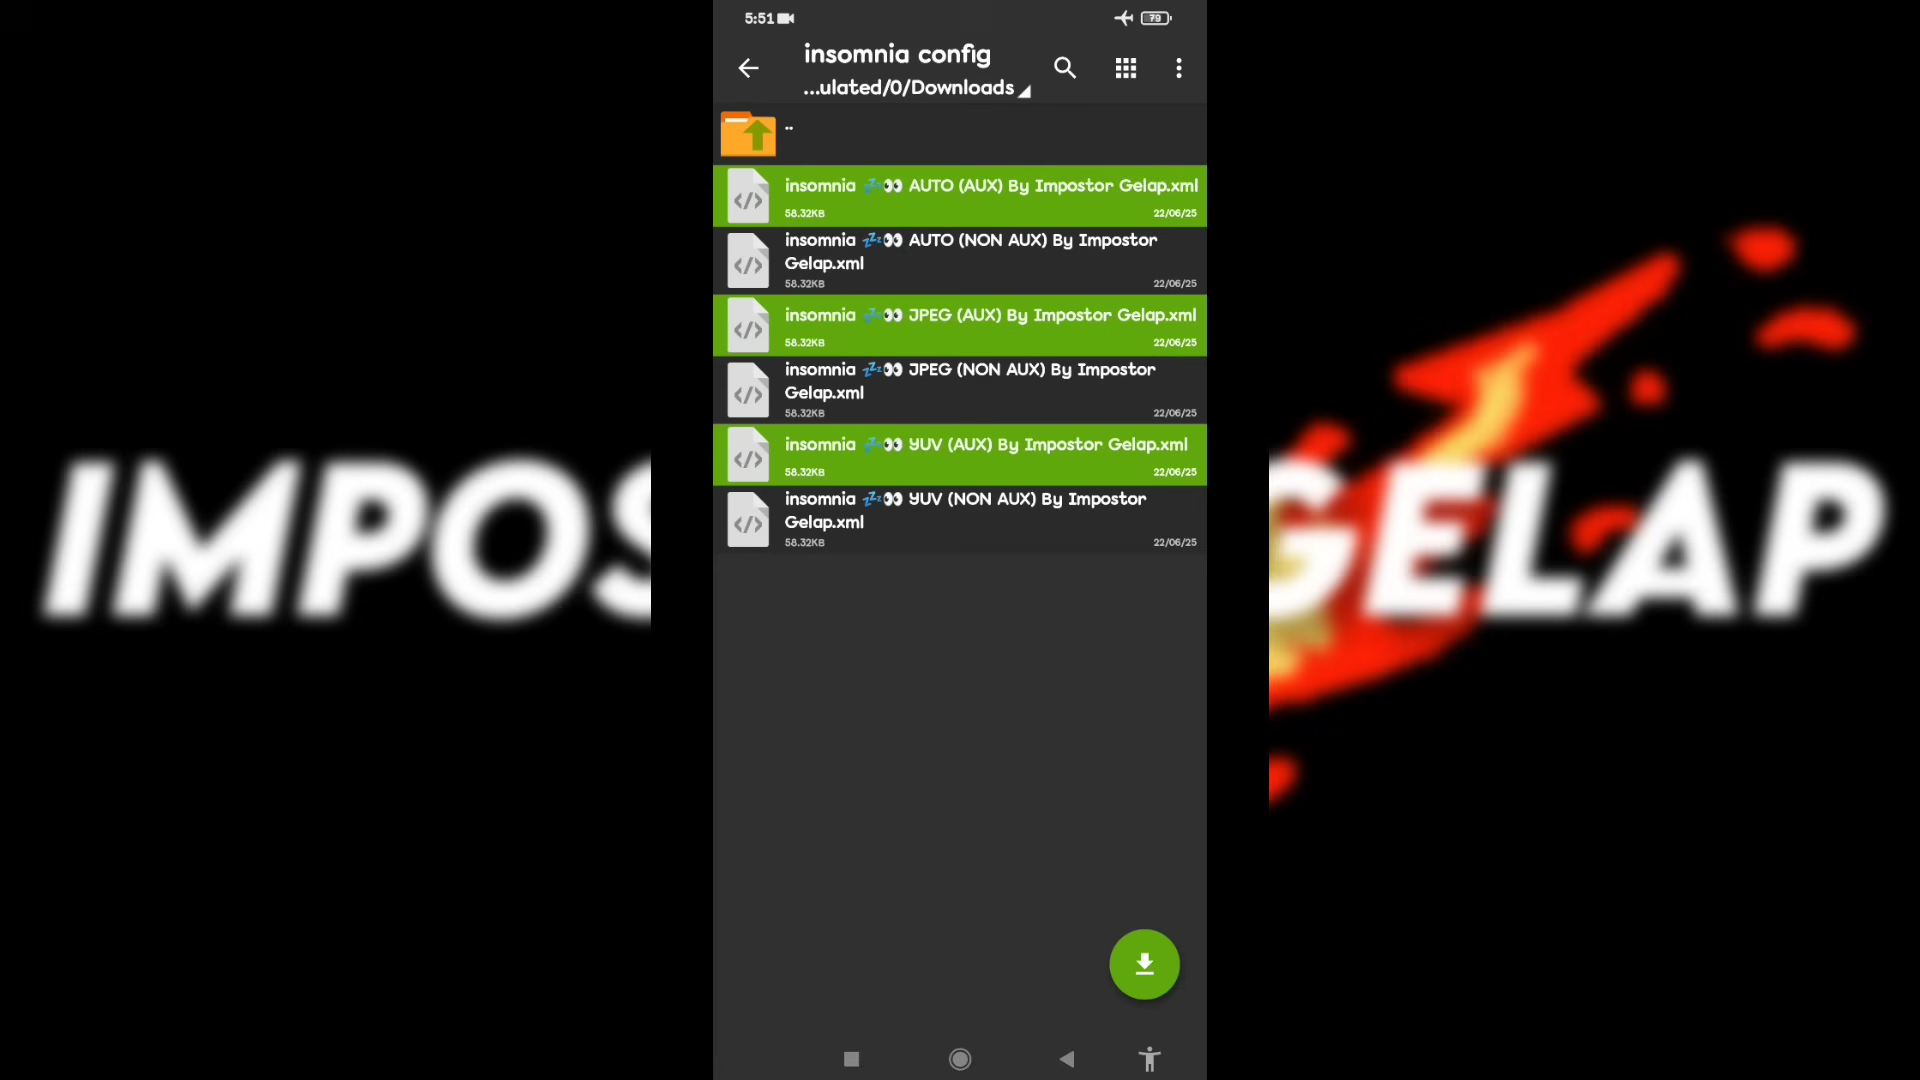 5:51
79
insomnia config
...ulated/0/Downloads
..
insomnia 💤👀 AUTO (AUX) By Impostor Gelap.xml
58.32KB 22/06/25
insomnia 💤👀 AUTO (NON AUX) By Impostor
Gelap.xml
58.32KB 22/06/25
insomnia 💤👀 JPEG (AUX) By Impostor Gelap.xml
58.32KB 22/06/25
insomnia 💤👀 JPEG (NON AUX) By Impostor
Gelap.xml
58.32KB 22/06/25
insomnia 💤👀 YUV (AUX) By Impostor Gelap.xml
58.32KB 22/06/25
insomnia 💤👀 YUV (NON AUX) By Impostor
Gelap.xml
58.32KB 22/06/25
IMPOS
GELAP